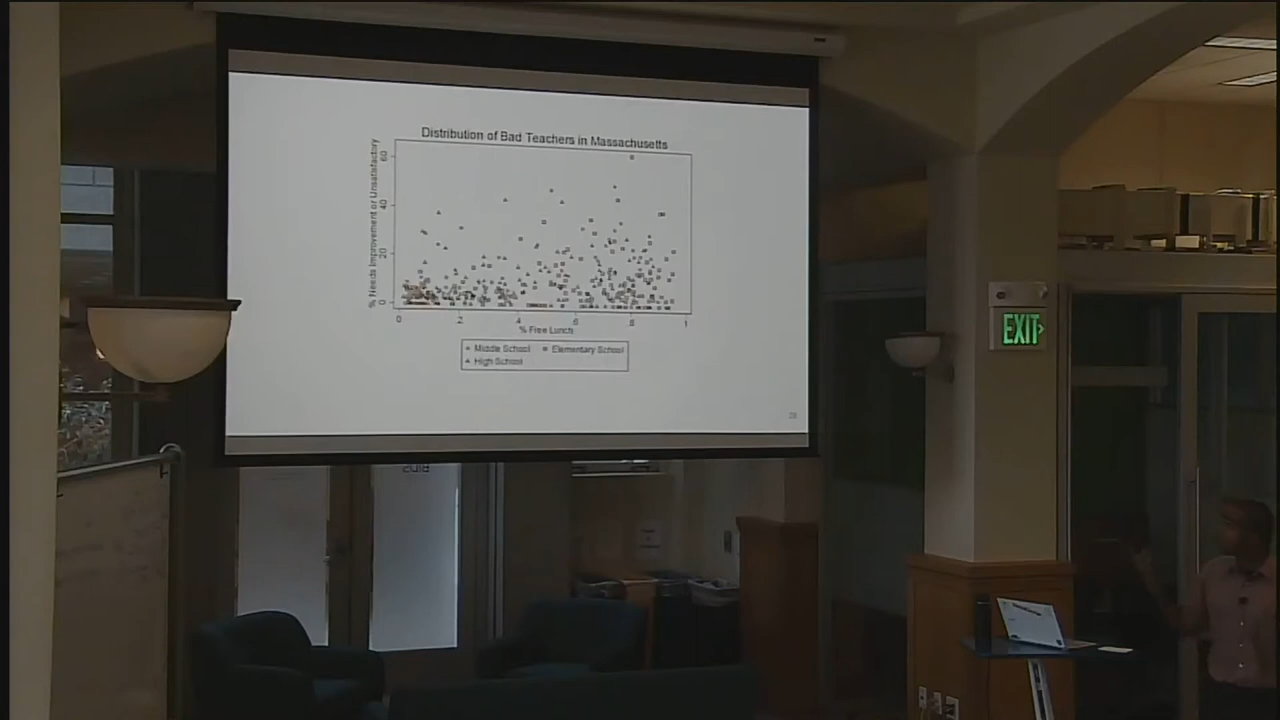 Distribution of Bad Teachers in Massachusetts
% Needs Improvement or Unsatisfactory
60
40
20
0
0 .2 .4 .6 .8 1
% Free Lunch
Middle School Elementary School
High School
28
EXIT